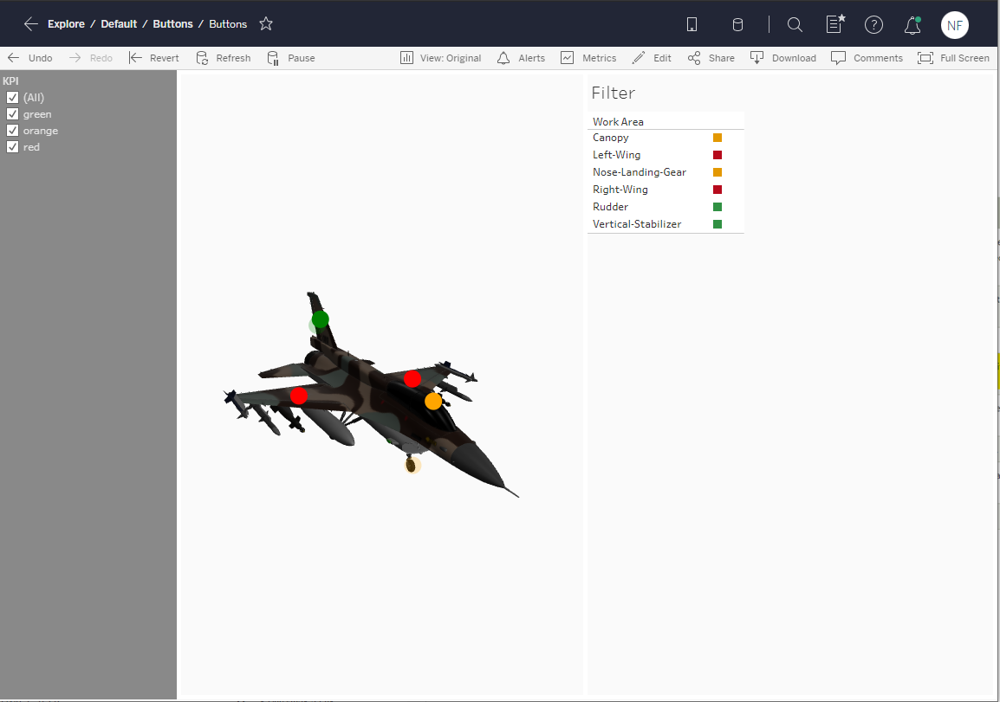 Explore / Default / Buttons / Buttons
NF
Undo Redo Revert Refresh Pause View: Original Alerts Metrics Edit Share Download Comments Full Screen
KPI
(All)
green
orange
red
Filter
Work Area
Canopy
Left-Wing
Nose-Landing-Gear
Right-Wing
Rudder
Vertical-Stabilizer